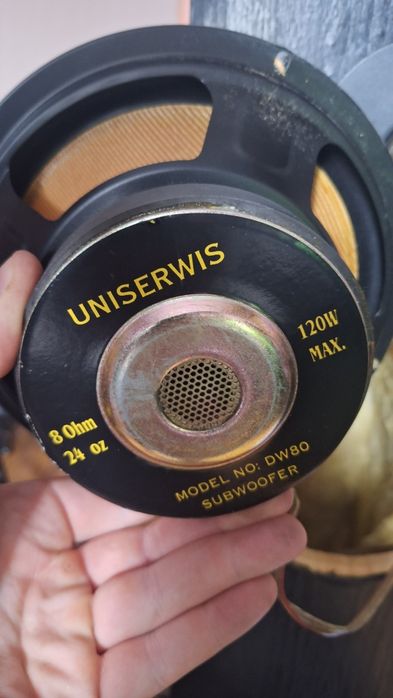 UNISERWIS
120W
MAX.
8 Ohm
24 oz
MODEL NO: DW80
SUBWOOFER